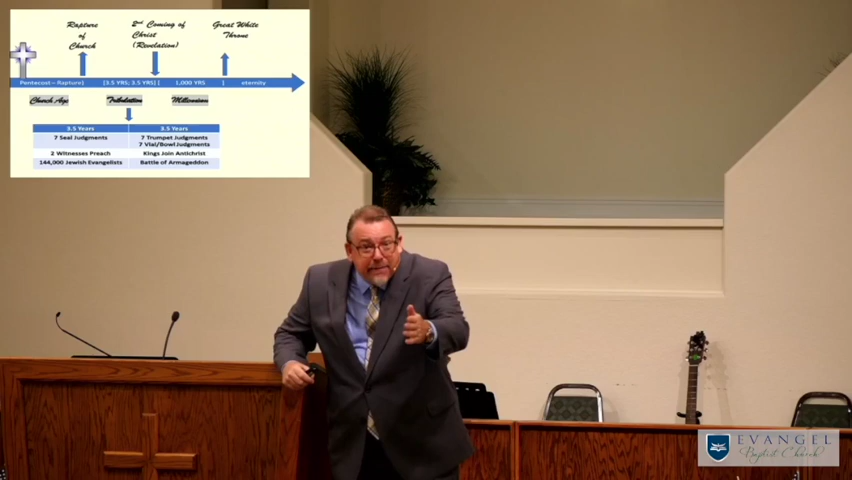 Rapture of Church
2nd Coming of Christ (Revelation)
Great White Throne
Pentecost – Rapture]
[3.5 YRS; 3.5 YRS] [
1,000 YRS
[
eternity
Church Age
Tribulation
Millennium
3.5 Years
3.5 Years
7 Seal Judgments
7 Trumpet Judgments
7 Vial/Bowl Judgments
2 Witnesses Preach
Kings Join Antichrist
144,000 Jewish Evangelists
Battle of Armageddon
EVANGEL
Baptist Church